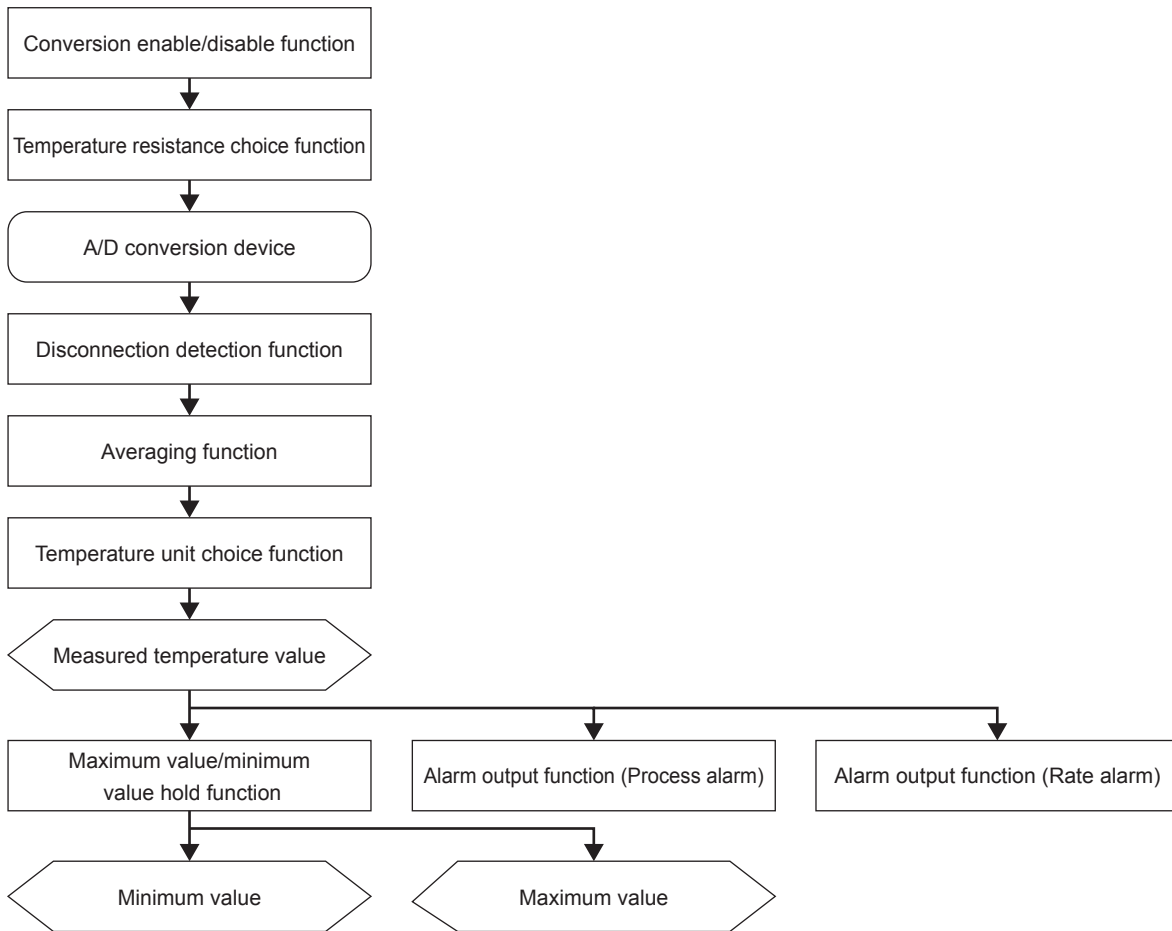 Conversion enable/disable function
Temperature resistance choice function
A/D conversion device
Disconnection detection function
Averaging function
Temperature unit choice function
Measured temperature value
Maximum value/minimum
value hold function
Alarm output function (Process alarm)
Alarm output function (Rate alarm)
Minimum value
Maximum value